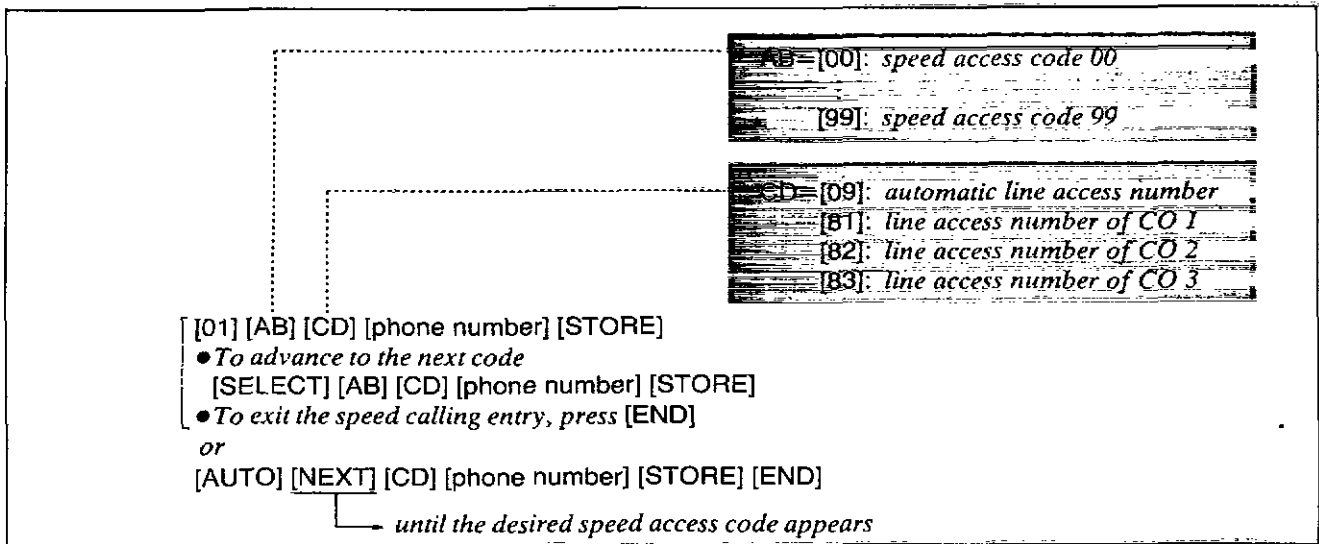 AB=[00]: speed access code 00
[99]: speed access code 99
CD=[09]: automatic line access number
[81]: line access number of CO 1
[82]: line access number of CO 2
[83]: line access number of CO 3
[01] [AB] [CD] [phone number] [STORE]
●To advance to the next code
[SELECT] [AB] [CD] [phone number] [STORE]
●To exit the speed calling entry, press [END]
or
[AUTO] [NEXT] [CD] [phone number] [STORE] [END]
until the desired speed access code appears